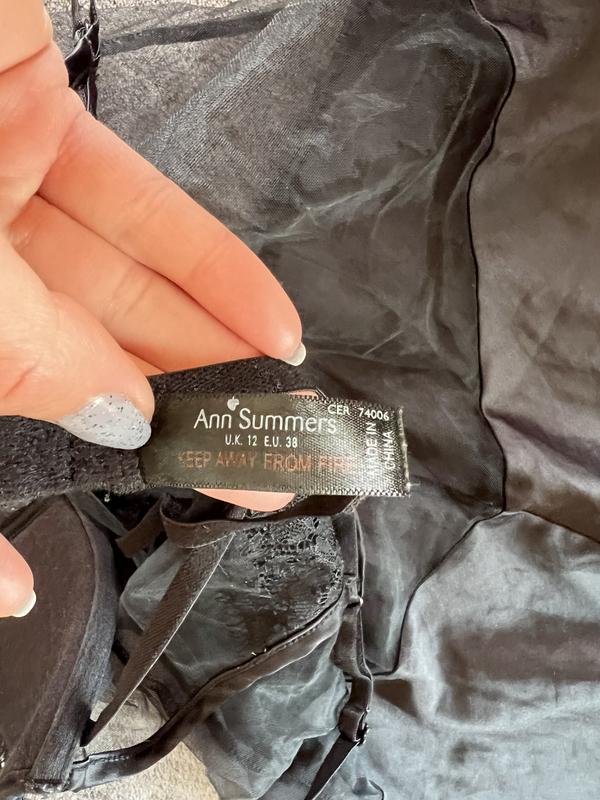 Ann Summers
CER 74006
U.K. 12 E.U. 38
KEEP AWAY FROM FIRE
MADE IN
CHINA